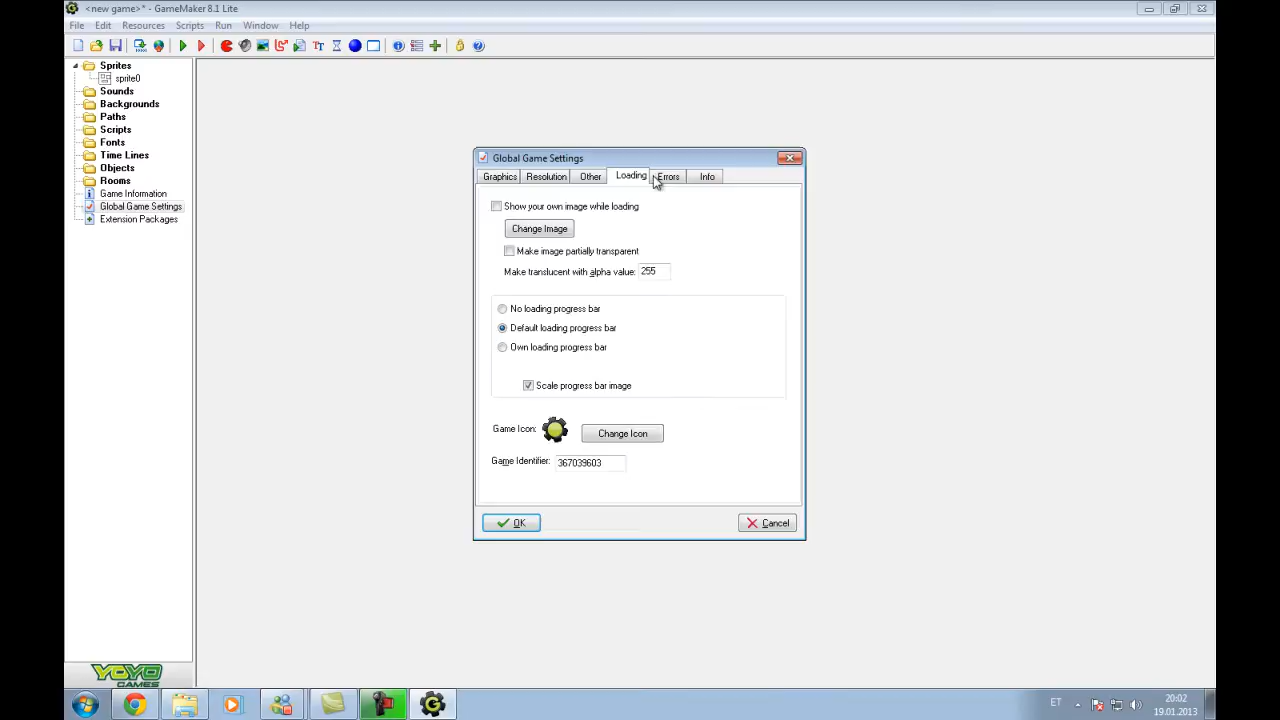 <new game>* - GameMaker 8.1 Lite
File Edit Resources Scripts Run Window Help
Sprites
sprite0
Sounds
Backgrounds
Paths
Scripts
Fonts
Time Lines
Objects
Rooms
Game Information
Global Game Settings
Extension Packages
Global Game Settings
Graphics Resolution Other Loading Errors Info
Show your own image while loading
Change Image
Make image partially transparent
Make translucent with alpha value: 255
No loading progress bar
Default loading progress bar
Own loading progress bar
Scale progress bar image
Game Icon: Change Icon
Game Identifier: 367039603
OK Cancel
YOYO
GAMES
ET 20:02
19.01.2013